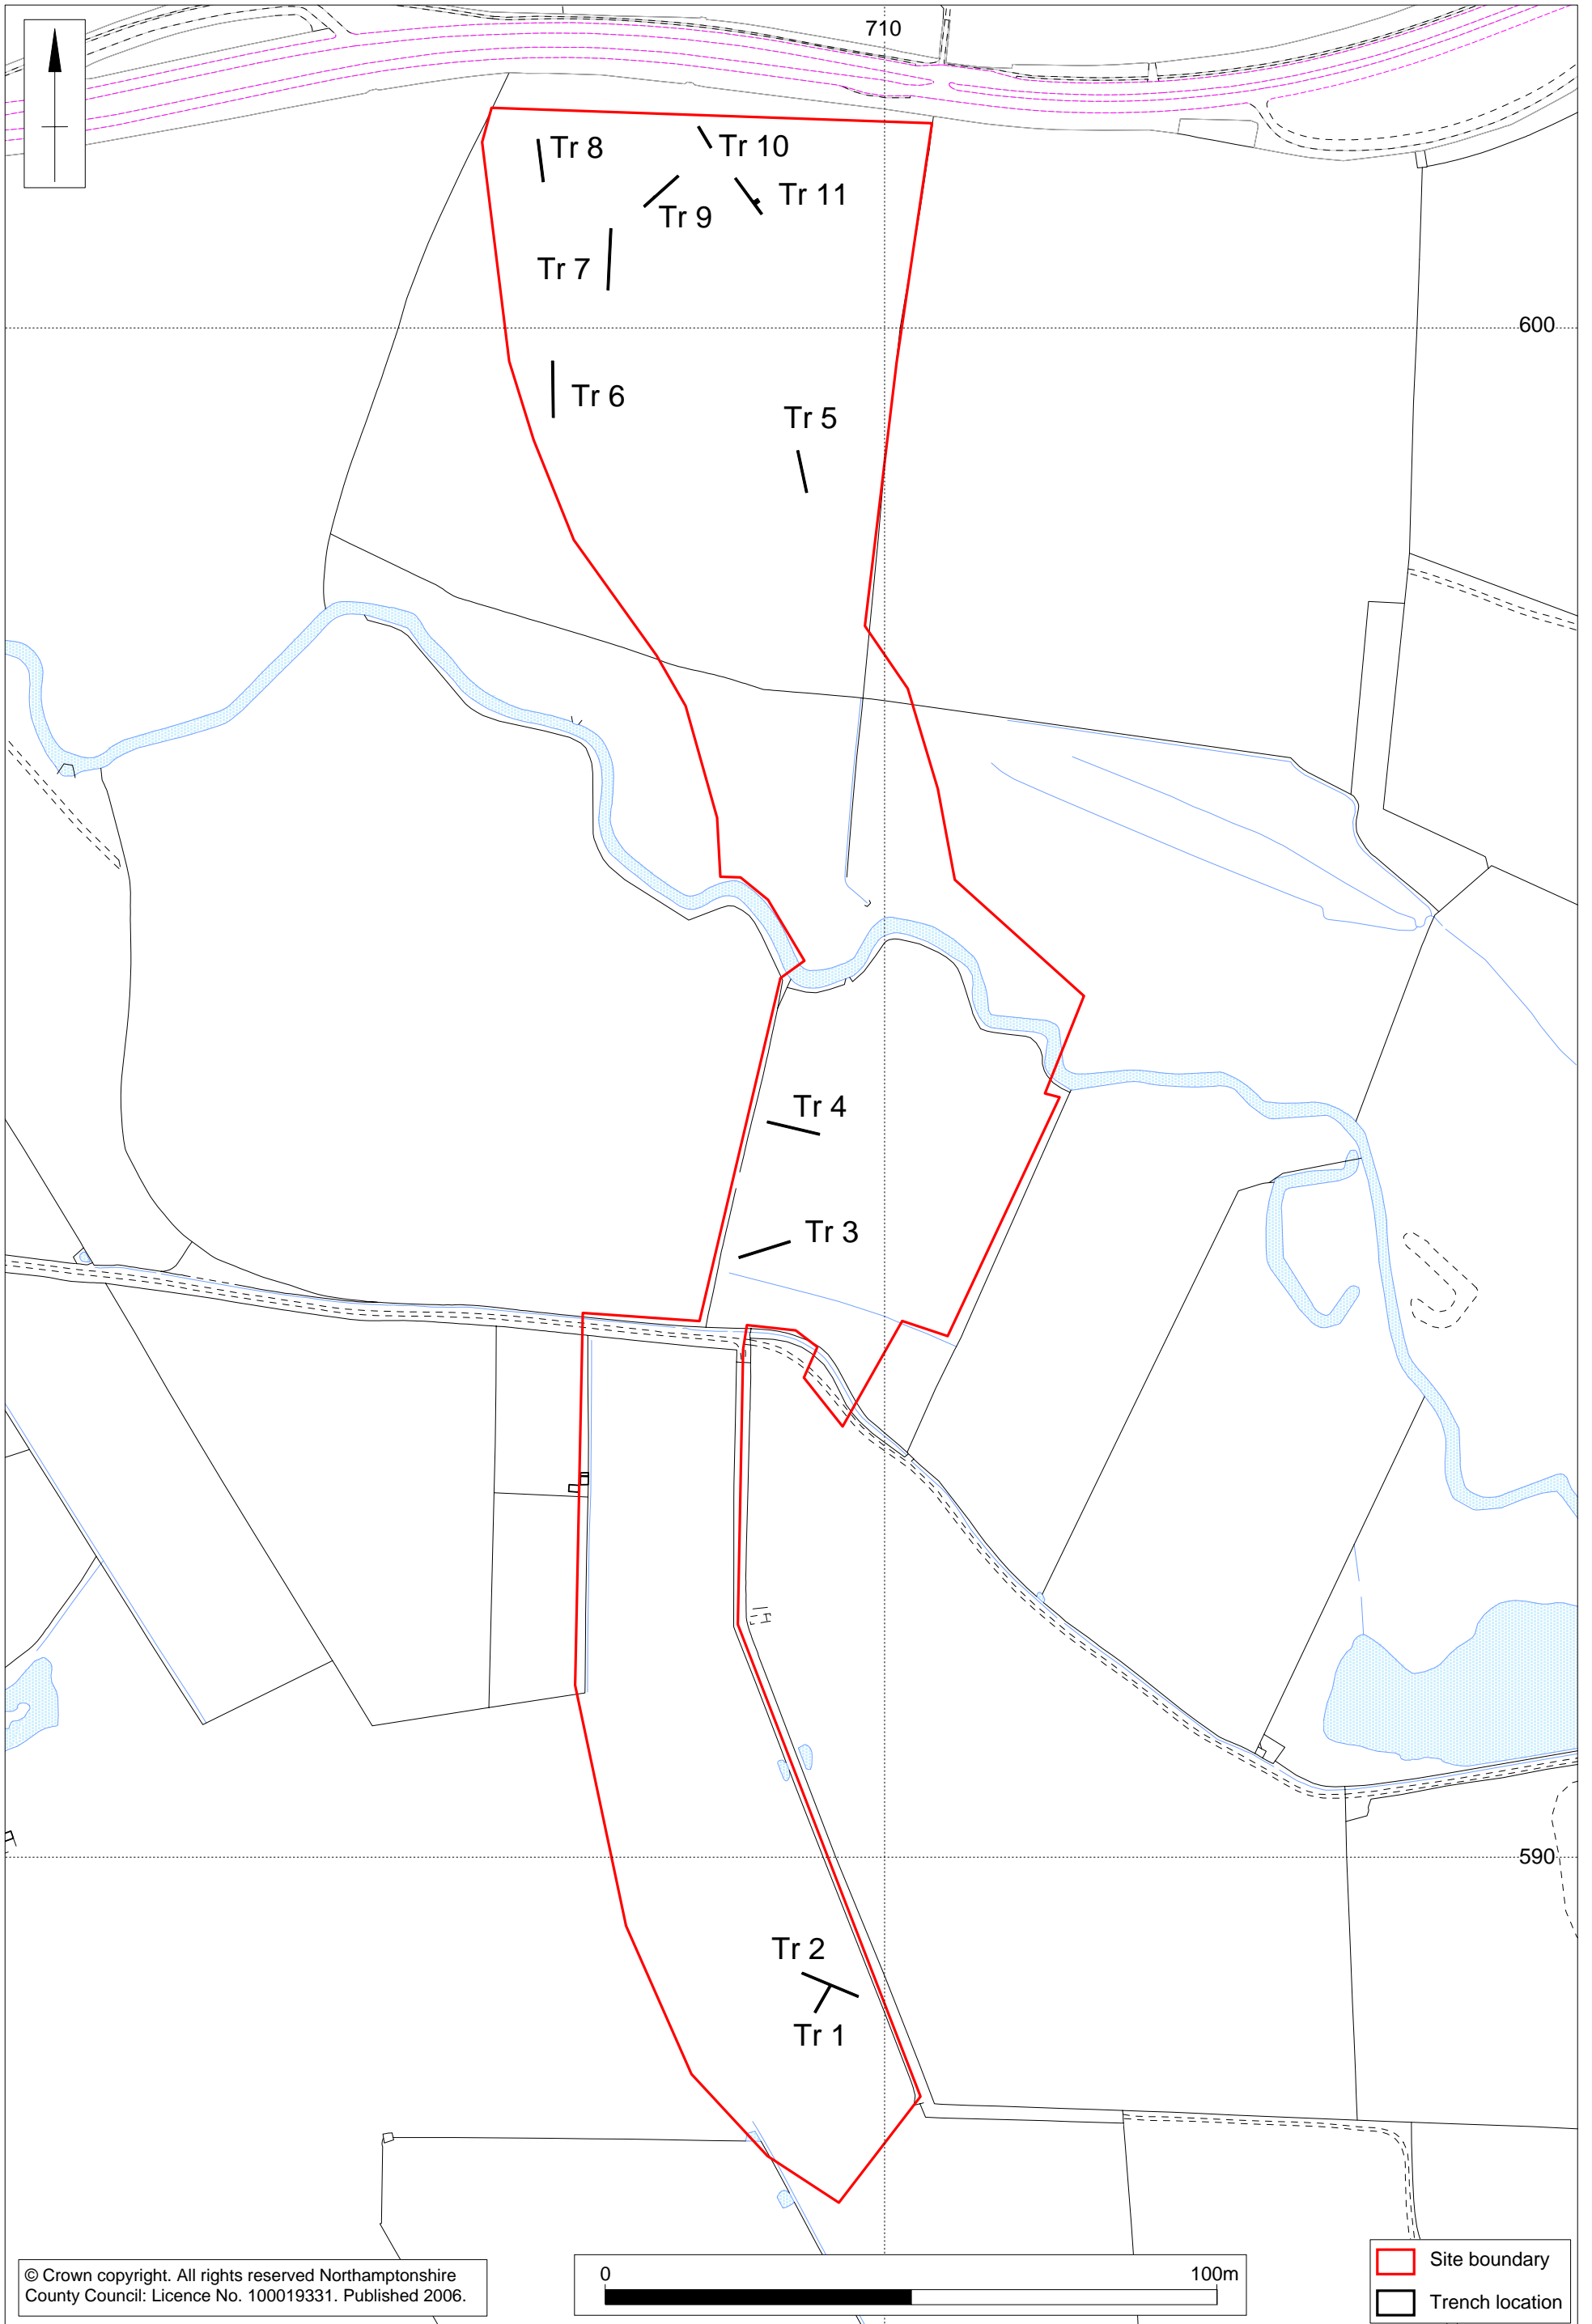 710
Tr 8
Tr 10
Tr 11
Tr 9
Tr 7
600
Tr 6
Tr 5
Tr 4
Tr 3
590
Tr 2
Tr 1
© Crown copyright. All rights reserved Northamptonshire
County Council: Licence No. 100019331. Published 2006.
0 100m
Site boundary
Trench location